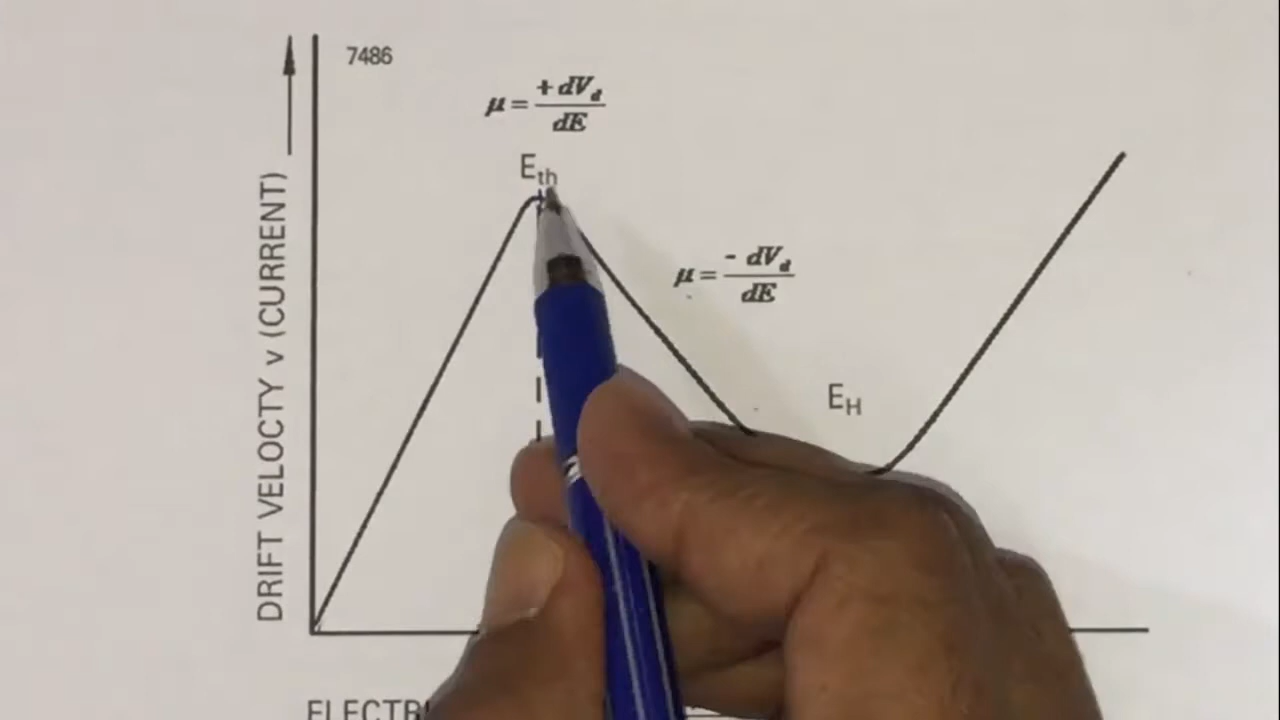 7486
μ = + dV_d / dE
E_th
μ = - dV_d / dE
E_H
DRIFT VELOCTY v (CURRENT)